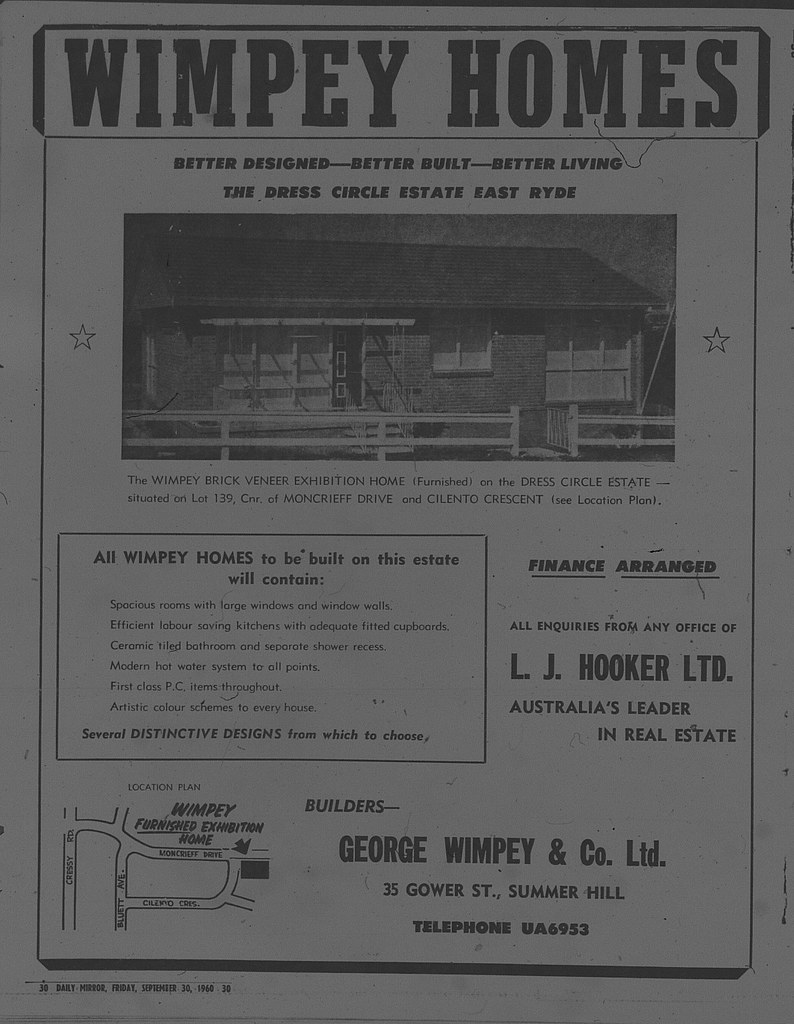 WIMPEY HOMES
BETTER DESIGNED—BETTER BUILT—BETTER LIVING
THE DRESS CIRCLE ESTATE EAST RYDE
The WIMPEY BRICK VENEER EXHIBITION HOME (Furnished) on the DRESS CIRCLE ESTATE —
situated on Lot 139, Cnr. of MONCRIEFF DRIVE and CILENTO CRESCENT (see Location Plan).
All WIMPEY HOMES to be built on this estate
will contain:
Spacious rooms with large windows and window walls.
Efficient labour saving kitchens with adequate fitted cupboards.
Ceramic tiled bathroom and separate shower recess.
Modern hot water system to all points.
First class P.C. items throughout.
Artistic colour schemes to every house.
Several DISTINCTIVE DESIGNS from which to choose.
FINANCE ARRANGED
ALL ENQUIRIES FROM ANY OFFICE OF
L. J. HOOKER LTD.
AUSTRALIA'S LEADER
IN REAL ESTATE
LOCATION PLAN
WIMPEY
FURNISHED EXHIBITION
HOME
MONCRIEFF DRIVE
CRESSY RD.
BLUETT AVE.
CILENTO CRES.
BUILDERS—
GEORGE WIMPEY & Co. Ltd.
35 GOWER ST., SUMMER HILL
TELEPHONE UA6953
30 DAILY MIRROR, FRIDAY, SEPTEMBER 30, 1960 30